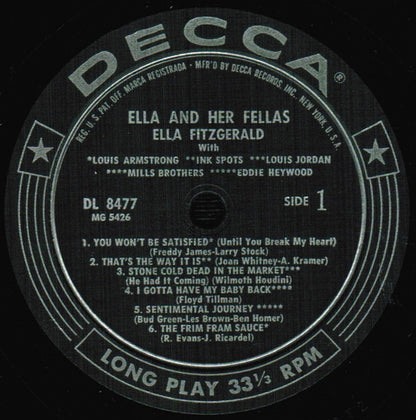 DECCA®
REG. U.S. PAT. OFF. MARCA REGISTRADA • MF'R'D BY DECCA RECORDS, INC., NEW YORK, U.S.A.
ELLA AND HER FELLAS
ELLA FITZGERALD
With
*LOUIS ARMSTRONG **INK SPOTS ***LOUIS JORDAN
****MILLS BROTHERS *****EDDIE HEYWOOD
DL 8477 SIDE 1
MG 5426
1. YOU WON'T BE SATISFIED* (Until You Break My Heart)
(Freddy James-Larry Stock)
2. THAT'S THE WAY IT IS** (Joan Whitney-A. Kramer)
3. STONE COLD DEAD IN THE MARKET***
(He Had It Coming) (Wilmoth Houdini)
4. I GOTTA HAVE MY BABY BACK****
(Floyd Tillman)
5. SENTIMENTAL JOURNEY *****
(Bud Green-Les Brown-Ben Homer)
6. THE FRIM FRAM SAUCE*
(R. Evans-J. Ricardel)
LONG PLAY 33⅓ RPM